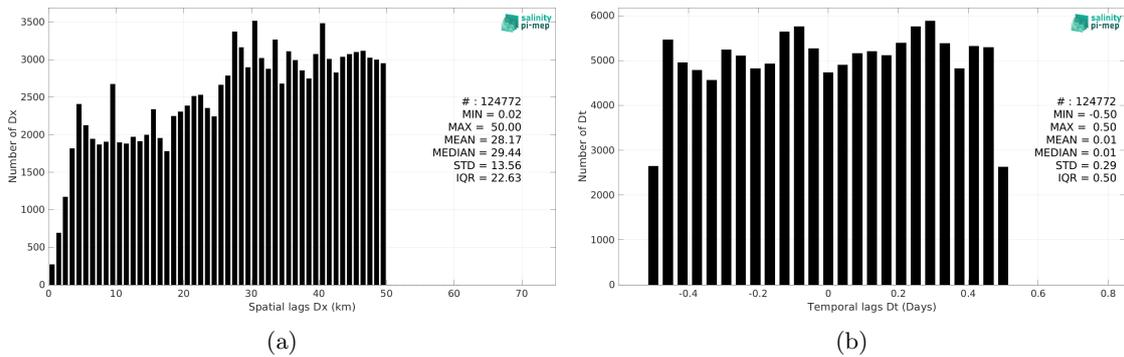 3500
3000
2500
2000
1500
1000
500
0
Number of Dx
0 10 20 30 40 50 60 70
Spatial lags Dx (km)
salinity
pi-mep
# : 124772
MIN = 0.02
MAX = 50.00
MEAN = 28.17
MEDIAN = 29.44
STD = 13.56
IQR = 22.63
(a)
6000
5000
4000
3000
2000
1000
0
Number of Dt
-0.4 -0.2 0 0.2 0.4 0.6 0.8
Temporal lags Dt (Days)
salinity
pi-mep
# : 124772
MIN = -0.50
MAX = 0.50
MEAN = 0.01
MEDIAN = 0.01
STD = 0.29
IQR = 0.50
(b)